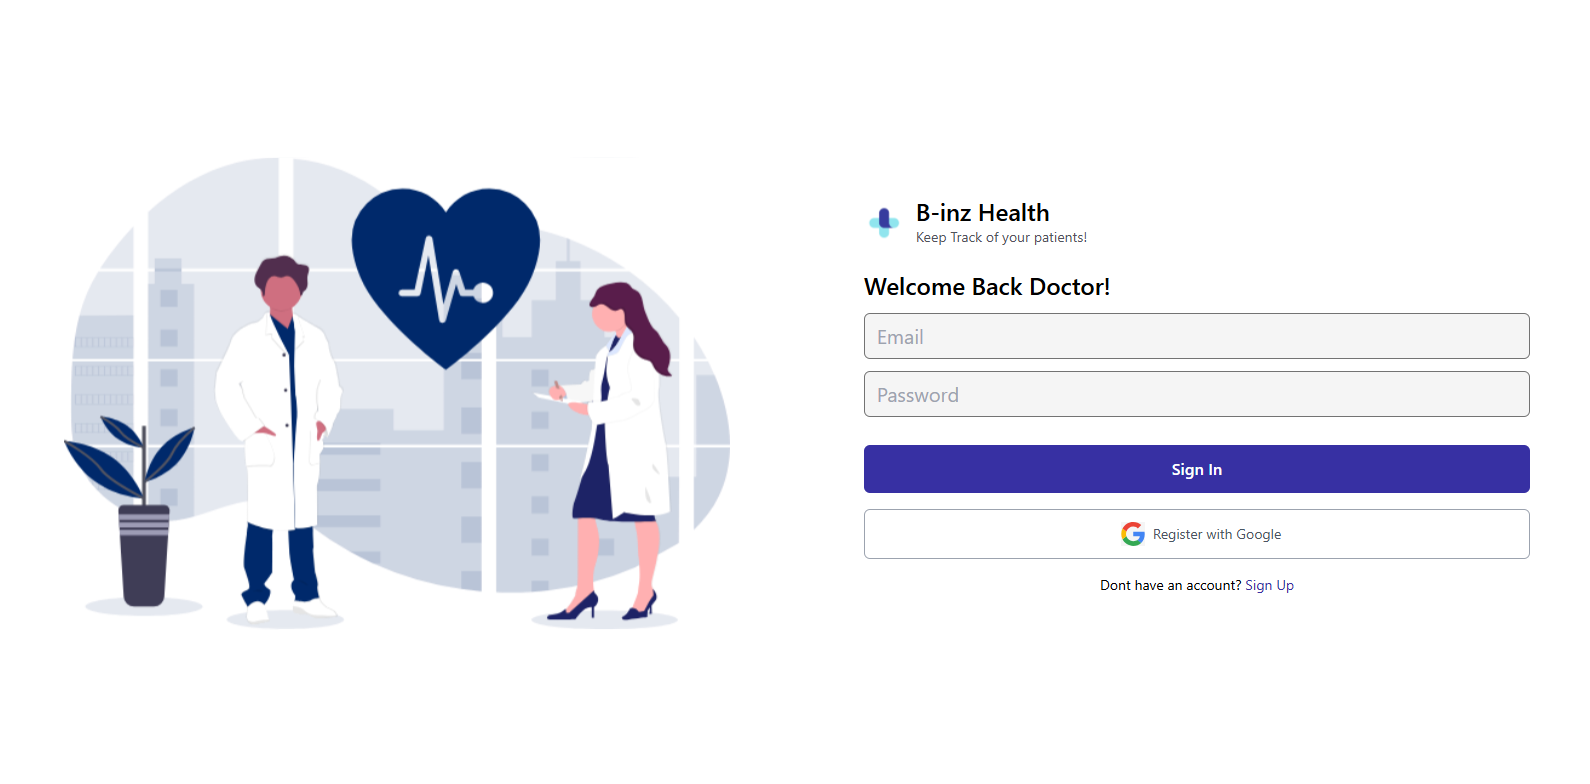 B-inz Health
Keep Track of your patients!
Welcome Back Doctor!
Email
Password
Sign In
Register with Google
Dont have an account? Sign Up